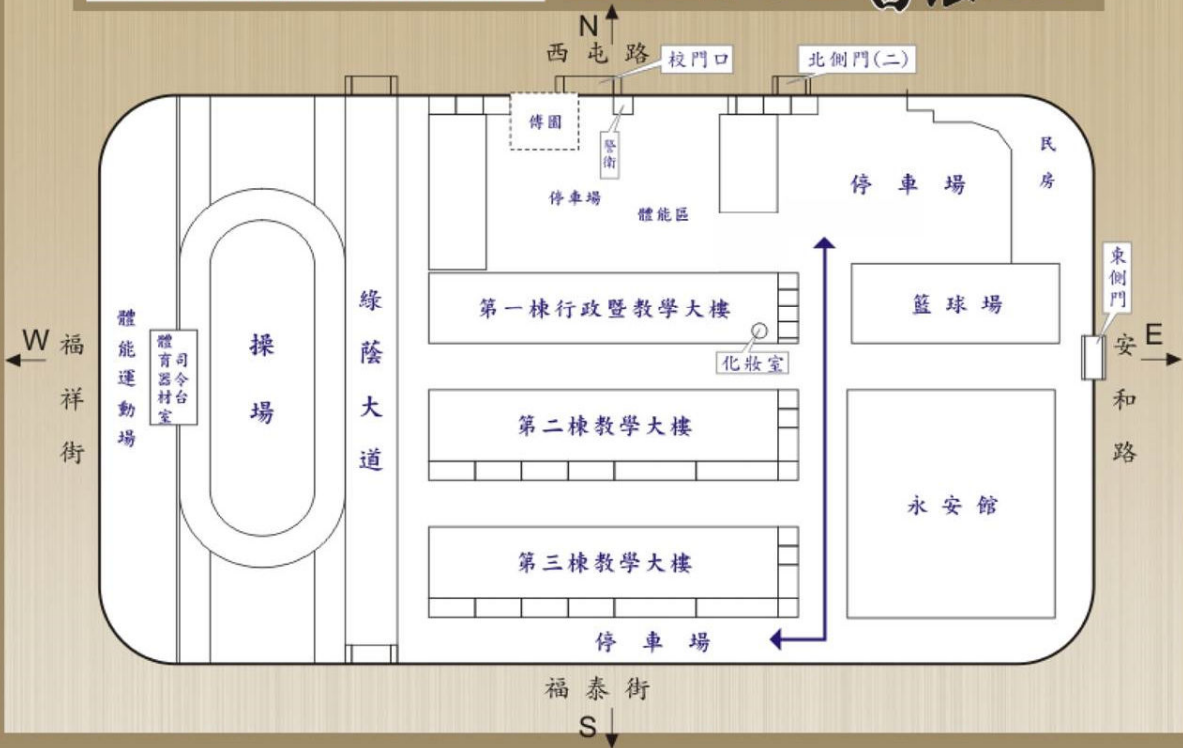 N
西屯路
校門口
北側門(二)
傅園
警衛
停車場
體能區
停車場
民房
東側門
籃球場
第一棟行政暨教學大樓
化妝室
綠蔭大道
操場
司令台
體育器材室
體能運動場
W
福祥街
E
安和路
第二棟教學大樓
永安館
第三棟教學大樓
停車場
福泰街
S